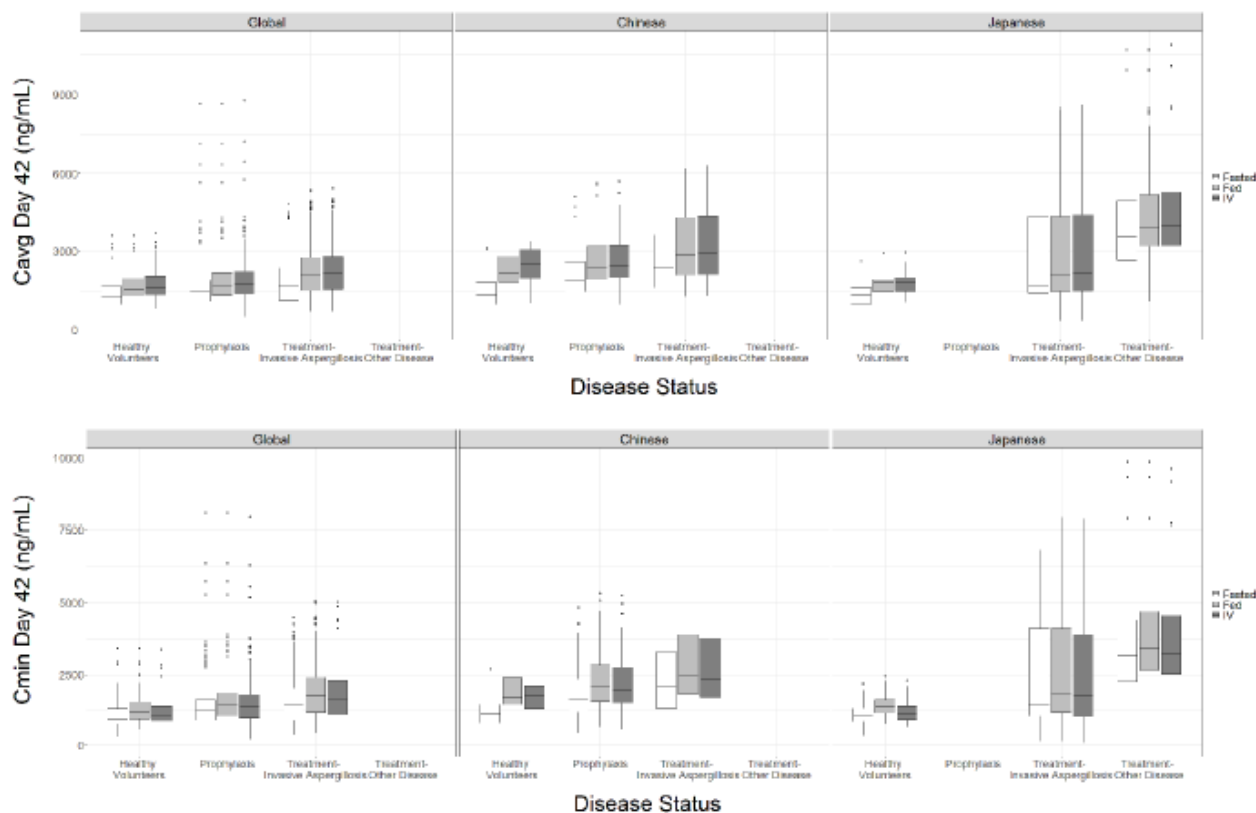 Global Chinese Japanese
Cavg Day 42 (ng/mL)
9000
6000
3000
0
Healthy Volunteers Prophylaxis Treatment-Invasive Aspergillosis Treatment-Other Disease
Healthy Volunteers Prophylaxis Treatment-Invasive Aspergillosis Treatment-Other Disease
Healthy Volunteers Prophylaxis Treatment-Invasive Aspergillosis Treatment-Other Disease
Disease Status
Fasted
Fed
IV
Global Chinese Japanese
Cmin Day 42 (ng/mL)
10000
7500
5000
2500
0
Healthy Volunteers Prophylaxis Treatment-Invasive Aspergillosis Treatment-Other Disease
Healthy Volunteers Prophylaxis Treatment-Invasive Aspergillosis Treatment-Other Disease
Healthy Volunteers Prophylaxis Treatment-Invasive Aspergillosis Treatment-Other Disease
Disease Status
Fasted
Fed
IV